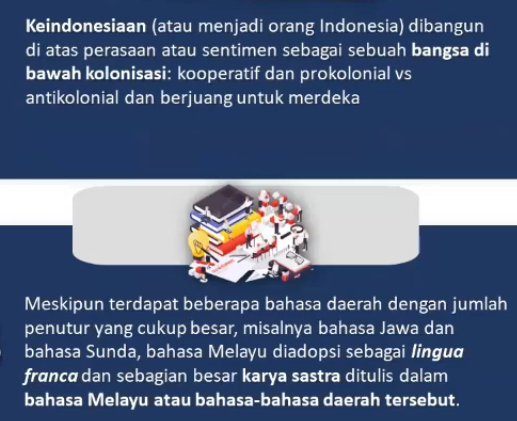 Keindonesiaan (atau menjadi orang Indonesia) dibangun
di atas perasaan atau sentimen sebagai sebuah bangsa di
bawah kolonisasi: kooperatif dan prokolonial vs
antikolonial dan berjuang untuk merdeka
Meskipun terdapat beberapa bahasa daerah dengan jumlah
penutur yang cukup besar, misalnya bahasa Jawa dan
bahasa Sunda, bahasa Melayu diadopsi sebagai lingua
franca dan sebagian besar karya sastra ditulis dalam
bahasa Melayu atau bahasa-bahasa daerah tersebut.